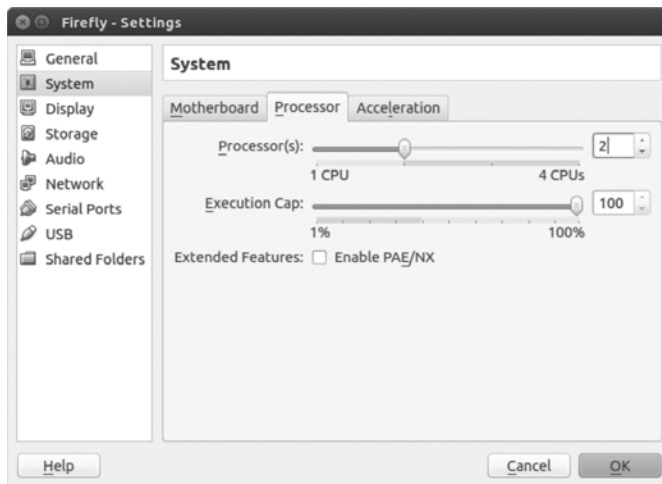 Firefly - Settings
General
System
Display
Storage
Audio
Network
Serial Ports
USB
Shared Folders
System
Motherboard Processor Acceleration
Processor(s): 2
1 CPU 4 CPUs
Execution Cap: 100
1% 100%
Extended Features: Enable PAE/NX
Help Cancel OK